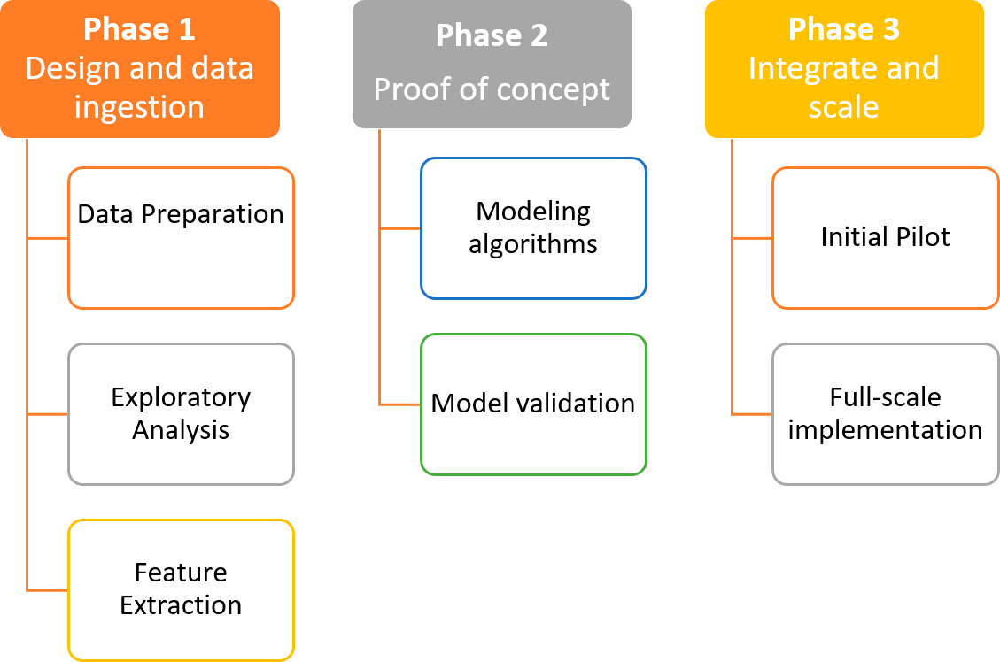 Phase 1
Design and data
ingestion
Data Preparation
Exploratory
Analysis
Feature
Extraction
Phase 2
Proof of concept
Modeling
algorithms
Model validation
Phase 3
Integrate and
scale
Initial Pilot
Full-scale
implementation